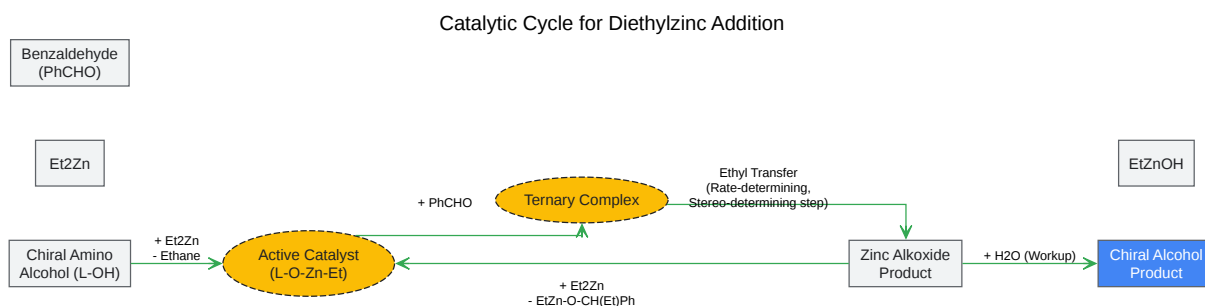 Catalytic Cycle for Diethylzinc Addition
Benzaldehyde
(PhCHO)
Et2Zn
EtZnOH
Ethyl Transfer
(Rate-determining,
Stereo-determining step)
+ PhCHO
Ternary Complex
+ Et2Zn
- Ethane
Chiral Amino
Alcohol (L-OH)
Active Catalyst
(L-O-Zn-Et)
Zinc Alkoxide
Product
+ H2O (Workup)
Chiral Alcohol
Product
+ Et2Zn
- EtZn-O-CH(Et)Ph